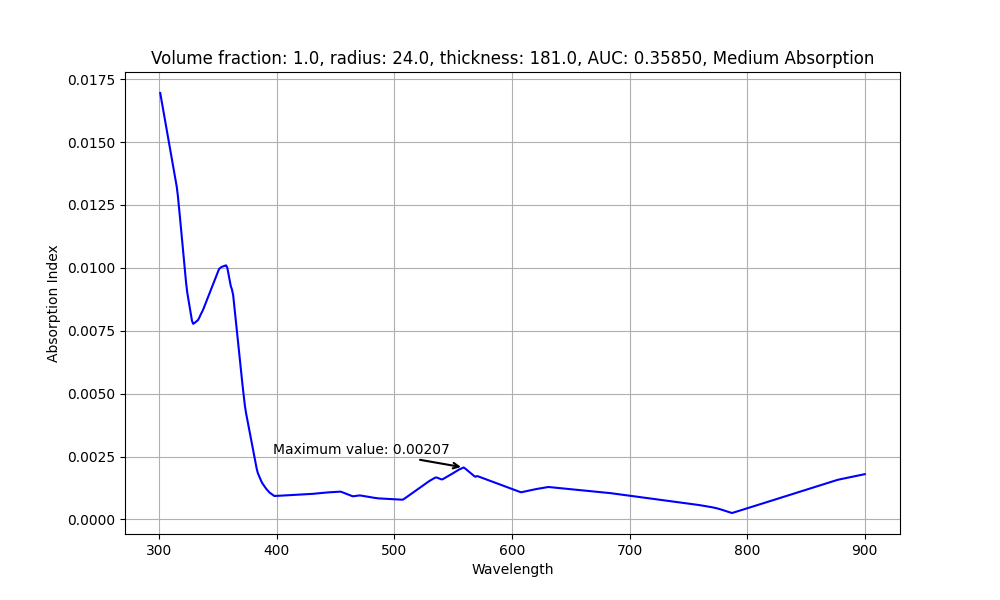 Volume fraction: 1.0, radius: 24.0, thickness: 181.0, AUC: 0.35850, Medium Absorption
0.0175
0.0150
0.0125
0.0100
0.0075
0.0050
0.0025
0.0000
Absorption Index
Maximum value: 0.00207
300 400 500 600 700 800 900
Wavelength